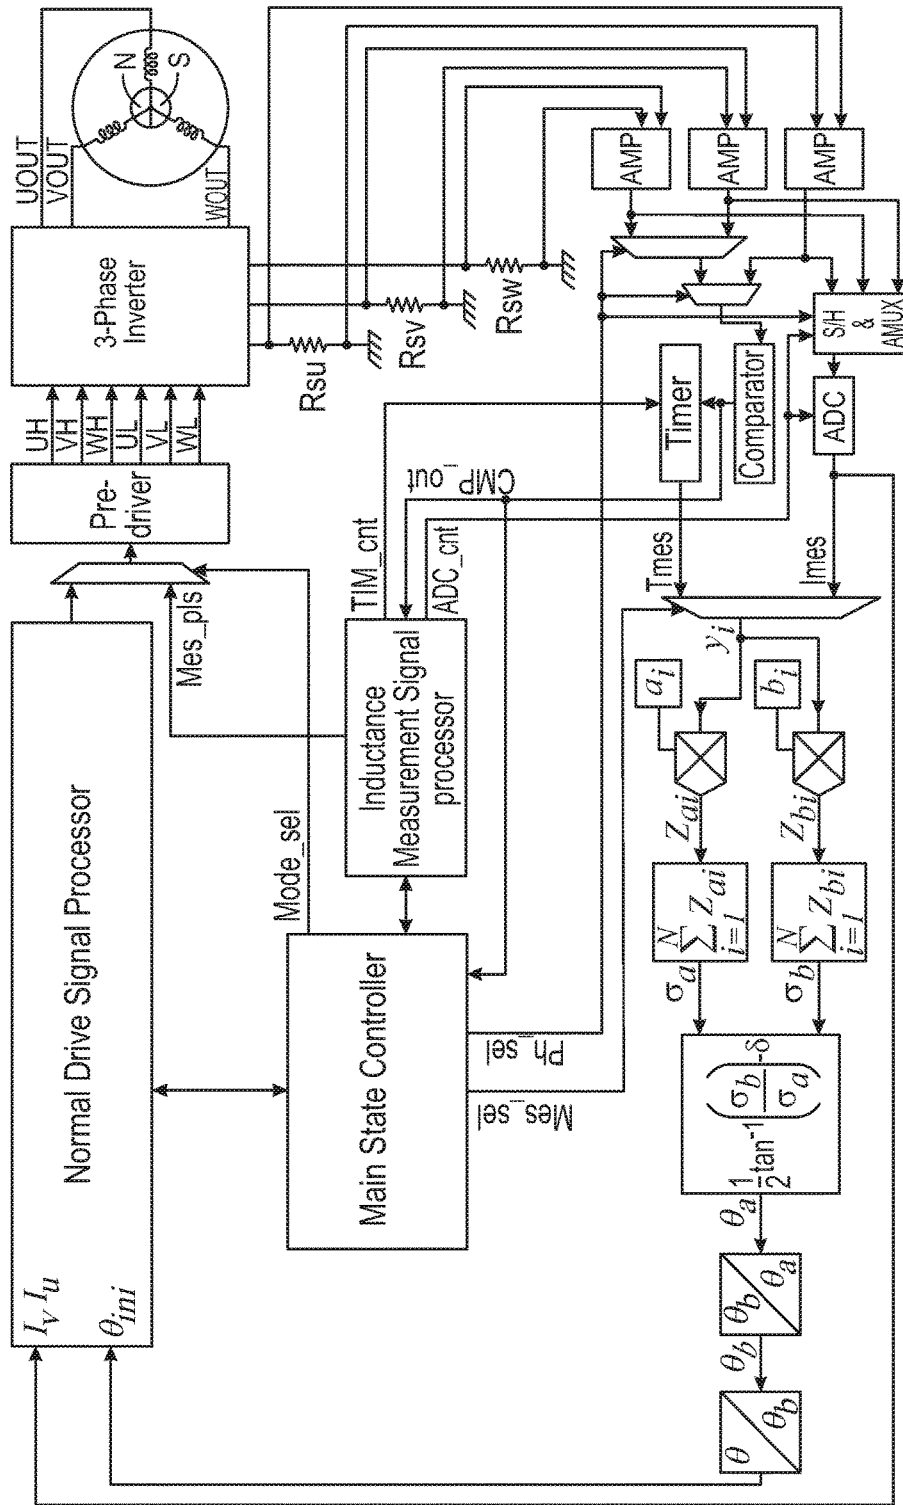 I_v I_u
θ_ini
Normal Drive Signal Processor
Mes_pls
Mode_sel
Pre-
driver
UH
VH
WH
UL
VL
WL
3-Phase
Inverter
UOUT
VOUT
WOUT
N
S
Main State Controller
Inductance
Measurement Signal
processor
TIM_cnt
CMP_out
ADC_cnt
Ph_sel
Mes_sel
Rsu
Rsv
Rsw
AMP
AMP
AMP
Timer
Comparator
S/H
&
AMUX
ADC
Tmes
Imes
y_i
a_i
b_i
Z_ai
Z_bi
N
∑ Z_ai
i=1
N
∑ Z_bi
i=1
σ_a
σ_b
1/2 tan⁻¹ (σ_b/σ_a) -δ
θ_a
θ_b / θ_a
θ_b
θ / θ_b